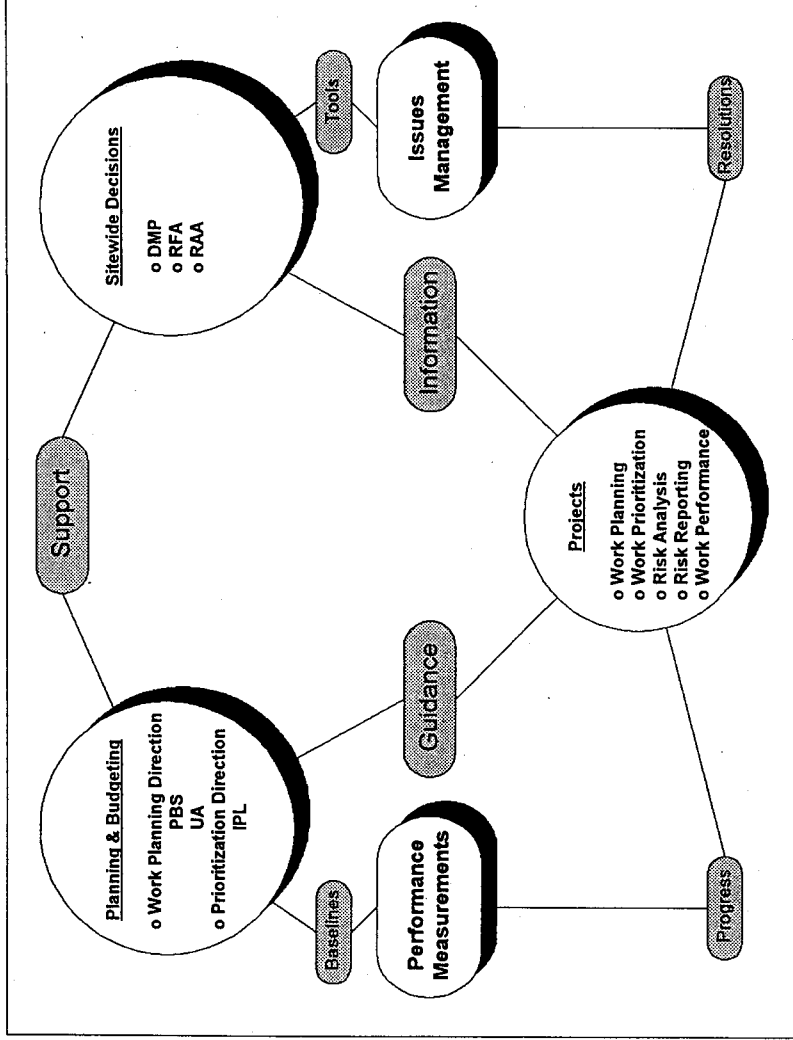 Support
Planning & Budgeting
o Work Planning Direction
PBS
UA
o Prioritization Direction
IPL
Sitewide Decisions
o DMP
o RFA
o RAA
Baselines
Tools
Performance
Measurements
Guidance
Information
Issues
Management
Projects
o Work Planning
o Work Prioritization
o Risk Analysis
o Risk Reporting
o Work Performance
Progress
Resolutions